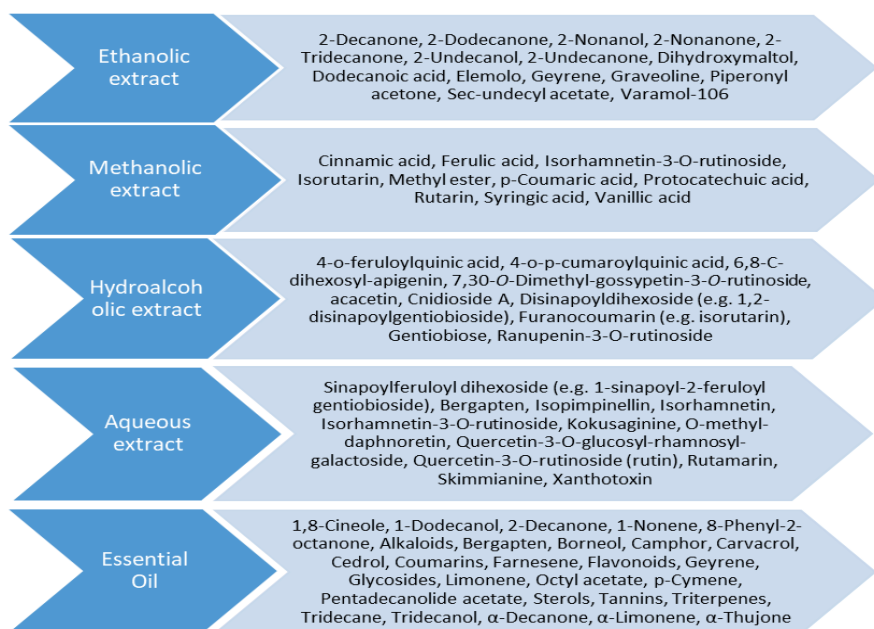 Ethanolic
extract
2-Decanone, 2-Dodecanone, 2-Nonanol, 2-Nonanone, 2-
Tridecanone, 2-Undecanol, 2-Undecanone, Dihydroxymaltol,
Dodecanoic acid, Elemolo, Geyrene, Graveoline, Piperonyl
acetone, Sec-undecyl acetate, Varamol-106
Methanolic
extract
Cinnamic acid, Ferulic acid, Isorhamnetin-3-O-rutinoside,
Isorutarin, Methyl ester, p-Coumaric acid, Protocatechuic acid,
Rutarin, Syringic acid, Vanillic acid
Hydroalcoh
olic extract
4-o-feruloylquinic acid, 4-o-p-cumaroylquinic acid, 6,8-C-
dihexosyl-apigenin, 7,30-O-Dimethyl-gossypetin-3-O-rutinoside,
acacetin, Cnidioside A, Disinapoyldihexoside (e.g. 1,2-
disinapoylgentiobioside), Furanocoumarin (e.g. isorutarin),
Gentiobiose, Ranupenin-3-O-rutinoside
Aqueous
extract
Sinapoylferuloyl dihexoside (e.g. 1-sinapoyl-2-feruloyl
gentiobioside), Bergapten, Isopimpinellin, Isorhamnetin,
Isorhamnetin-3-O-rutinoside, Kokusaginine, O-methyl-
daphnoretin, Quercetin-3-O-glucosyl-rhamnosyl-
galactoside, Quercetin-3-O-rutinoside (rutin), Rutamarin,
Skimmianine, Xanthotoxin
Essential
Oil
1,8-Cineole, 1-Dodecanol, 2-Decanone, 1-Nonene, 8-Phenyl-2-
octanone, Alkaloids, Bergapten, Borneol, Camphor, Carvacrol,
Cedrol, Coumarins, Farnesene, Flavonoids, Geyrene,
Glycosides, Limonene, Octyl acetate, p-Cymene,
Pentadecanolide acetate, Sterols, Tannins, Triterpenes,
Tridecane, Tridecanol, α-Decanone, α-Limonene, α-Thujone